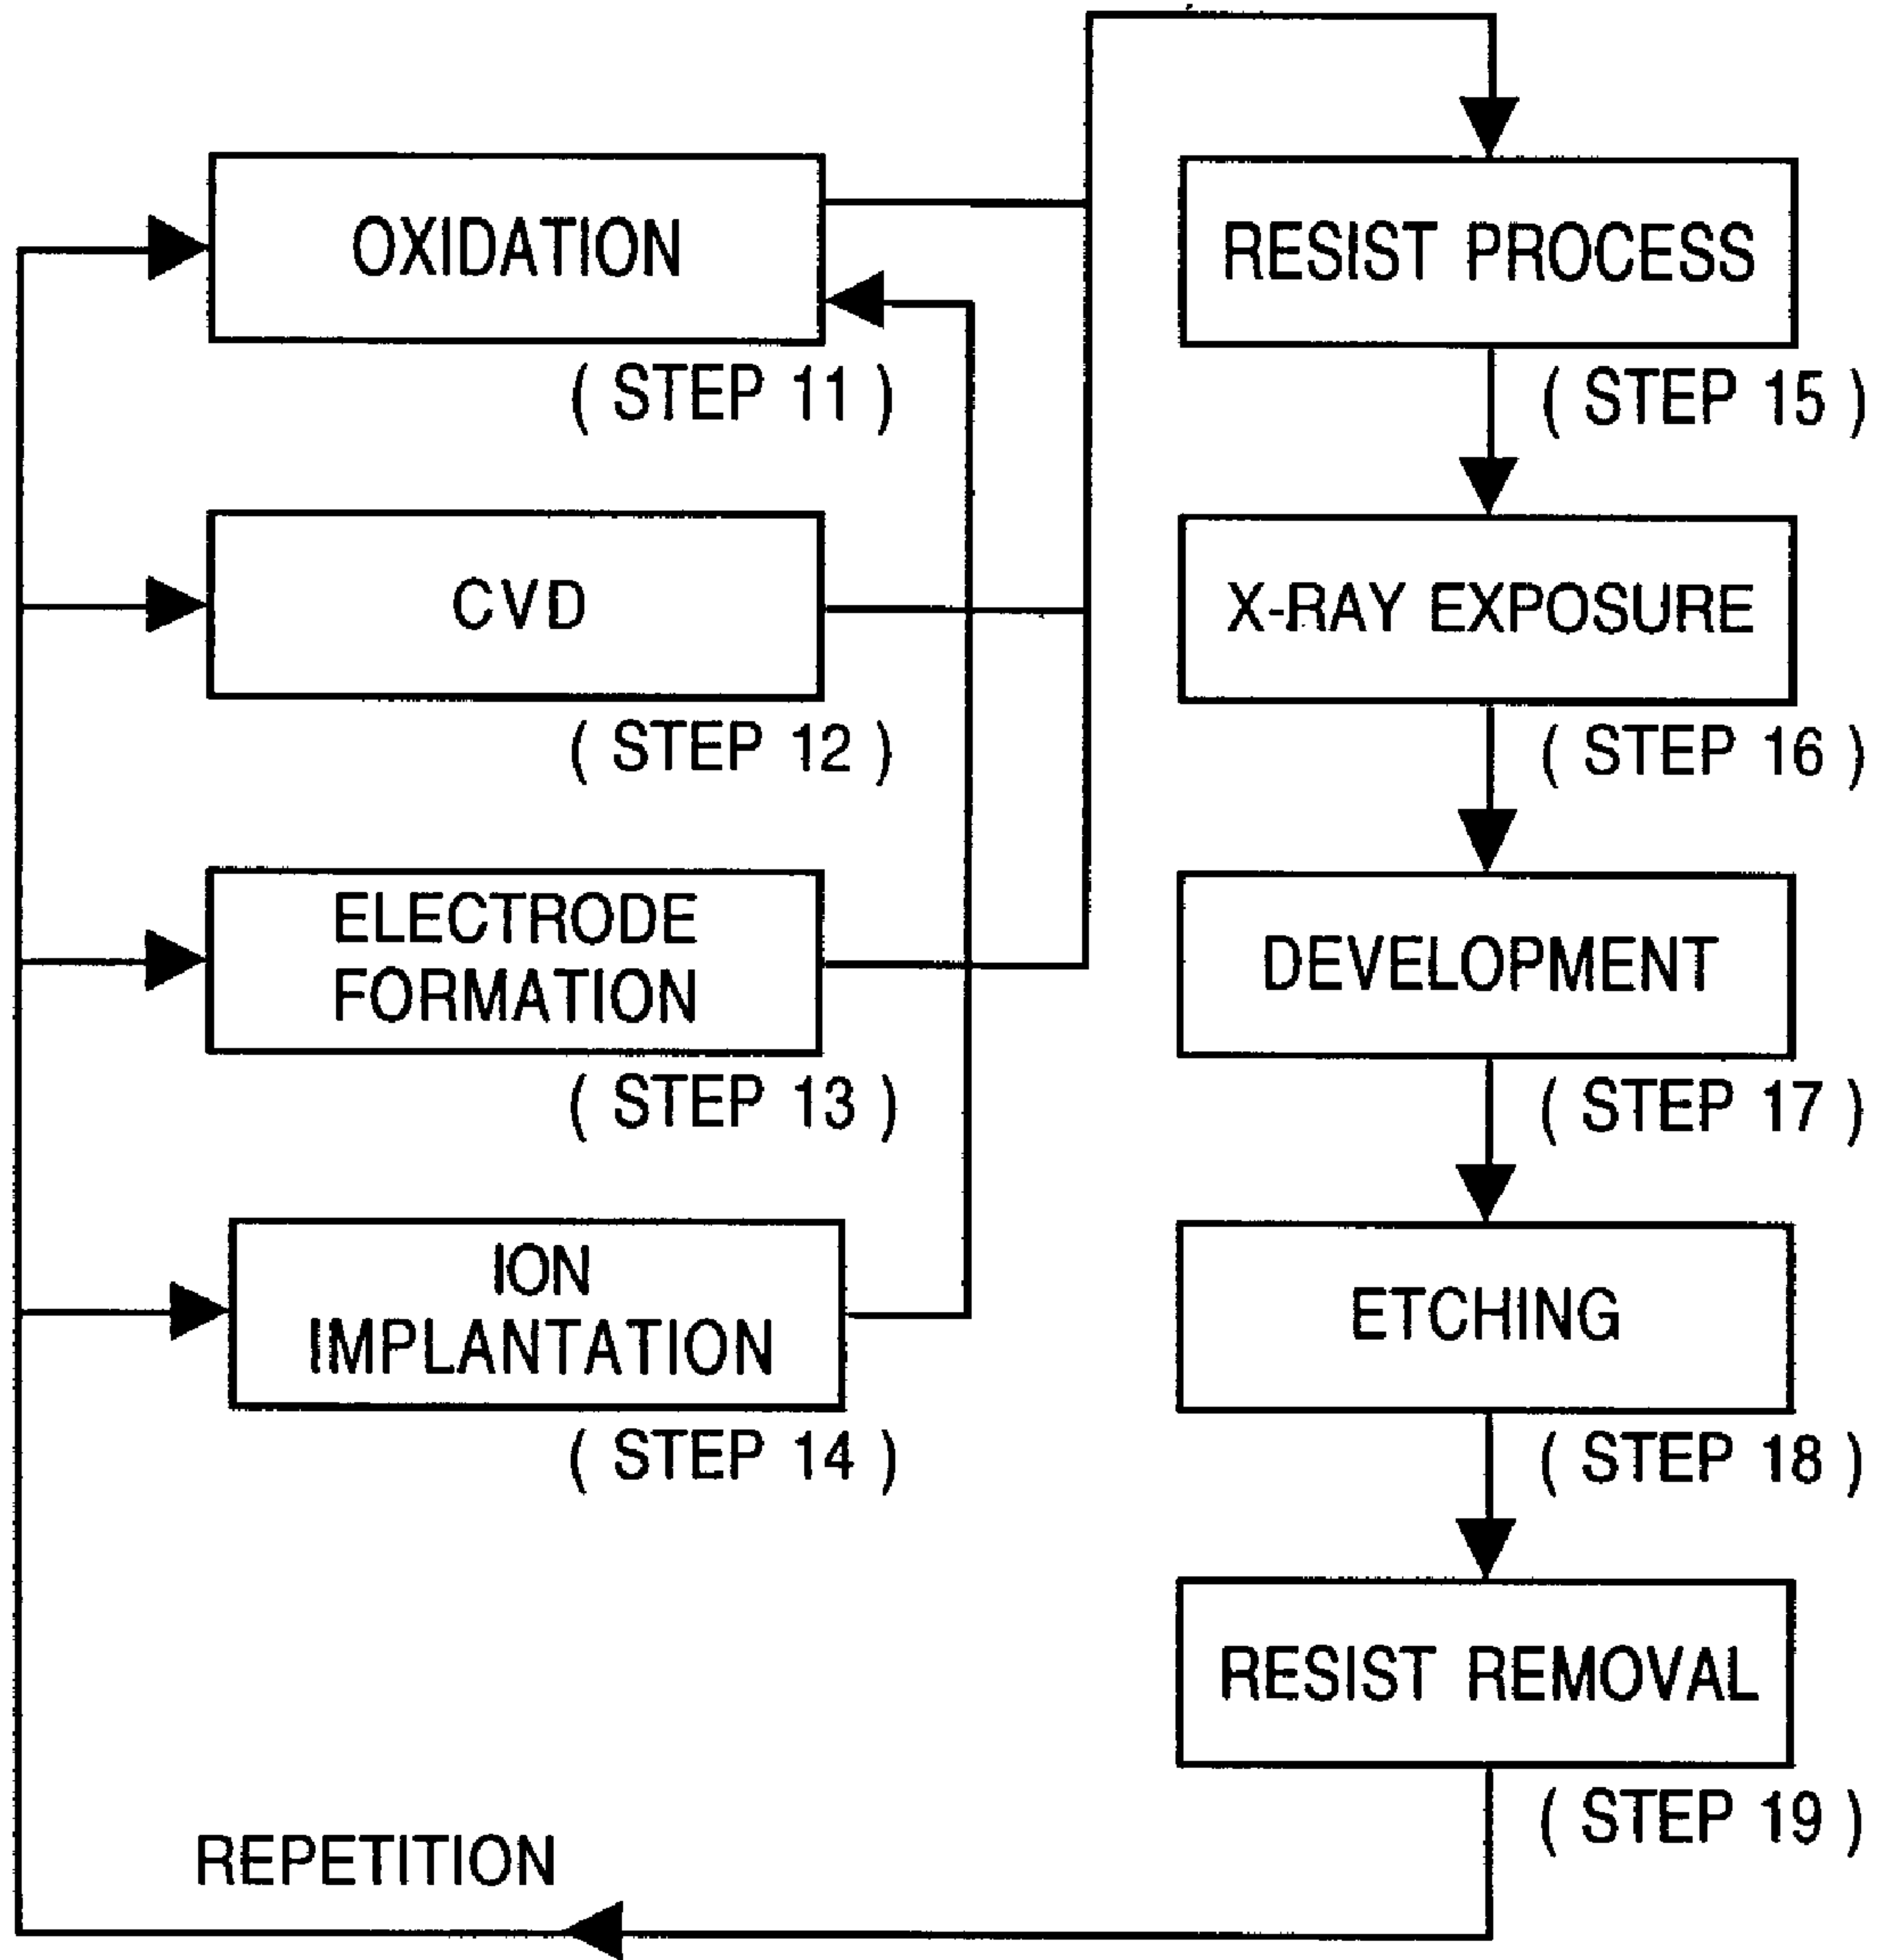 OXIDATION
( STEP 11 )
CVD
( STEP 12 )
ELECTRODE
FORMATION
( STEP 13 )
ION
IMPLANTATION
( STEP 14 )
RESIST PROCESS
( STEP 15 )
X-RAY EXPOSURE
( STEP 16 )
DEVELOPMENT
( STEP 17 )
ETCHING
( STEP 18 )
RESIST REMOVAL
( STEP 19 )
REPETITION